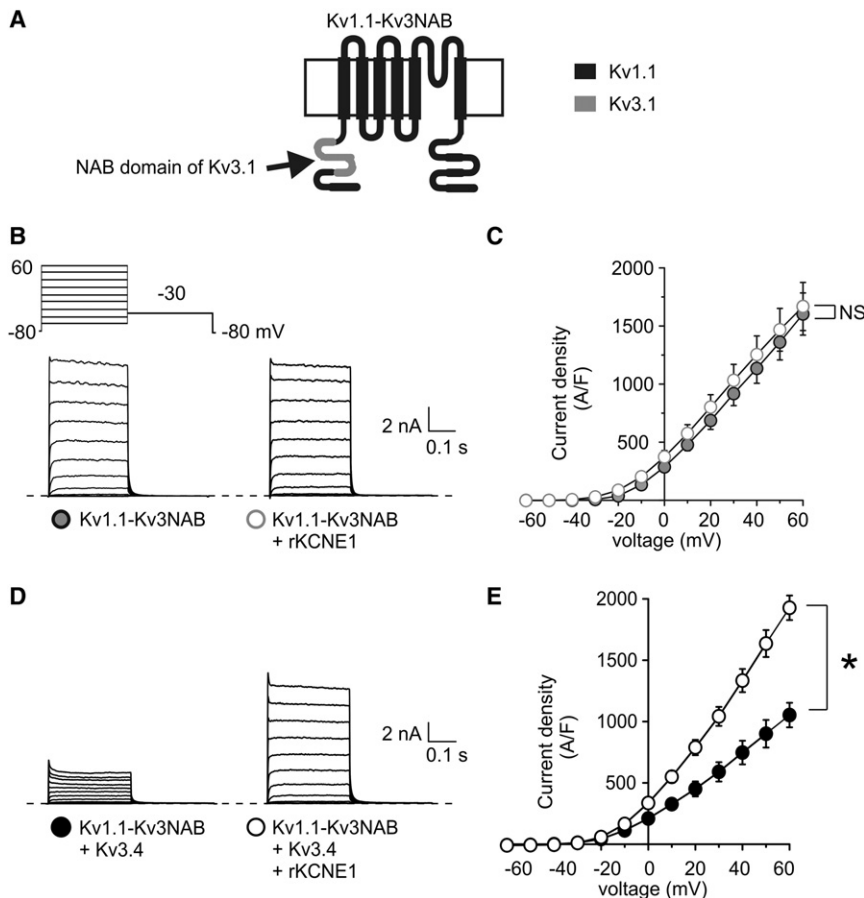 A
Kv1.1-Kv3NAB
Kv1.1
Kv3.1
NAB domain of Kv3.1
B
60
-30
-80
-80 mV
2 nA
0.1 s
Kv1.1-Kv3NAB
Kv1.1-Kv3NAB
+ rKCNE1
C
2000
1500
1000
500
Current density
(A/F)
NS
-60
-40
-20
0
20
40
60
voltage (mV)
D
2 nA
0.1 s
Kv1.1-Kv3NAB
+ Kv3.4
Kv1.1-Kv3NAB
+ Kv3.4
+ rKCNE1
E
2000
1500
1000
500
Current density
(A/F)
*
-60
-40
-20
0
20
40
60
voltage (mV)